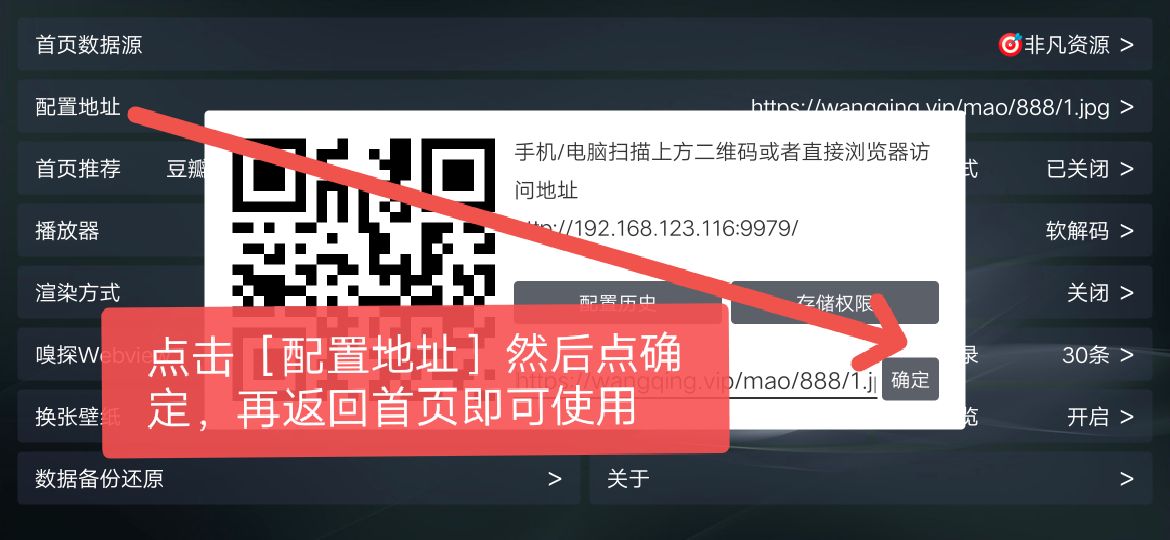 首页数据源
🎯非凡资源 >
配置地址
https://wangqing.vip/mao/888/1.jpg >
首页推荐
豆瓣
式
已关闭 >
播放器
软解码 >
渲染方式
关闭 >
嗅探Webview
录
30条 >
换张壁纸
览
开启 >
数据备份还原 >
关于 >
手机/电脑扫描上方二维码或者直接浏览器访
问地址
http://192.168.123.116:9979/
配置历史
存储权限
https://wangqing.vip/mao/888/1.j
确定
点击［配置地址］然后点确
定，再返回首页即可使用